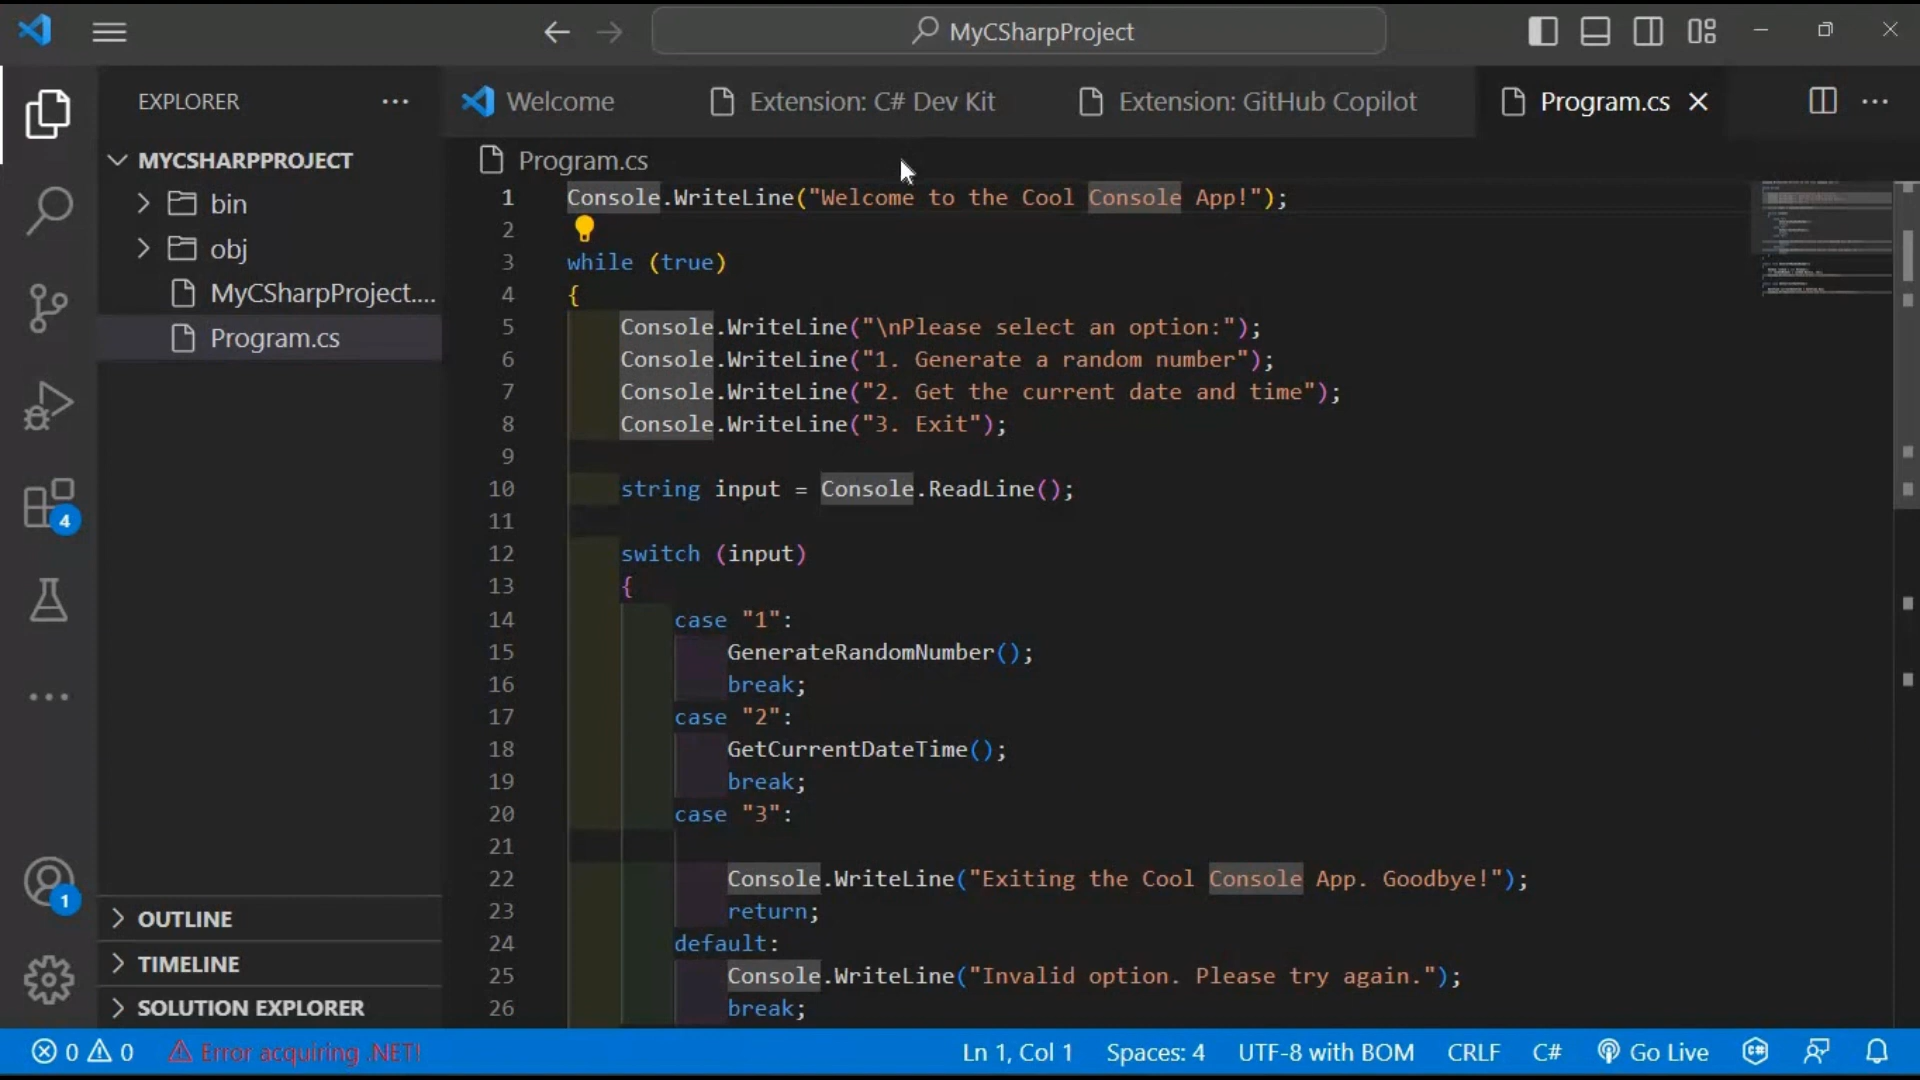 MyCSharpProject
EXPLORER
Welcome
Extension: C# Dev Kit
Extension: GitHub Copilot
Program.cs
MYCSHARPPROJECT
bin
obj
MyCSharpProject....
Program.cs
4
1
OUTLINE
TIMELINE
SOLUTION EXPLORER
Program.cs
1 Console.WriteLine("Welcome to the Cool Console App!");
2
3 while (true)
4 {
5 Console.WriteLine("\nPlease select an option:");
6 Console.WriteLine("1. Generate a random number");
7 Console.WriteLine("2. Get the current date and time");
8 Console.WriteLine("3. Exit");
9
10 string input = Console.ReadLine();
11
12 switch (input)
13 {
14 case "1":
15 GenerateRandomNumber();
16 break;
17 case "2":
18 GetCurrentDateTime();
19 break;
20 case "3":
21
22 Console.WriteLine("Exiting the Cool Console App. Goodbye!");
23 return;
24 default:
25 Console.WriteLine("Invalid option. Please try again.");
26 break;
0 0 Error acquiring .NET! Ln 1, Col 1 Spaces: 4 UTF-8 with BOM CRLF C# Go Live